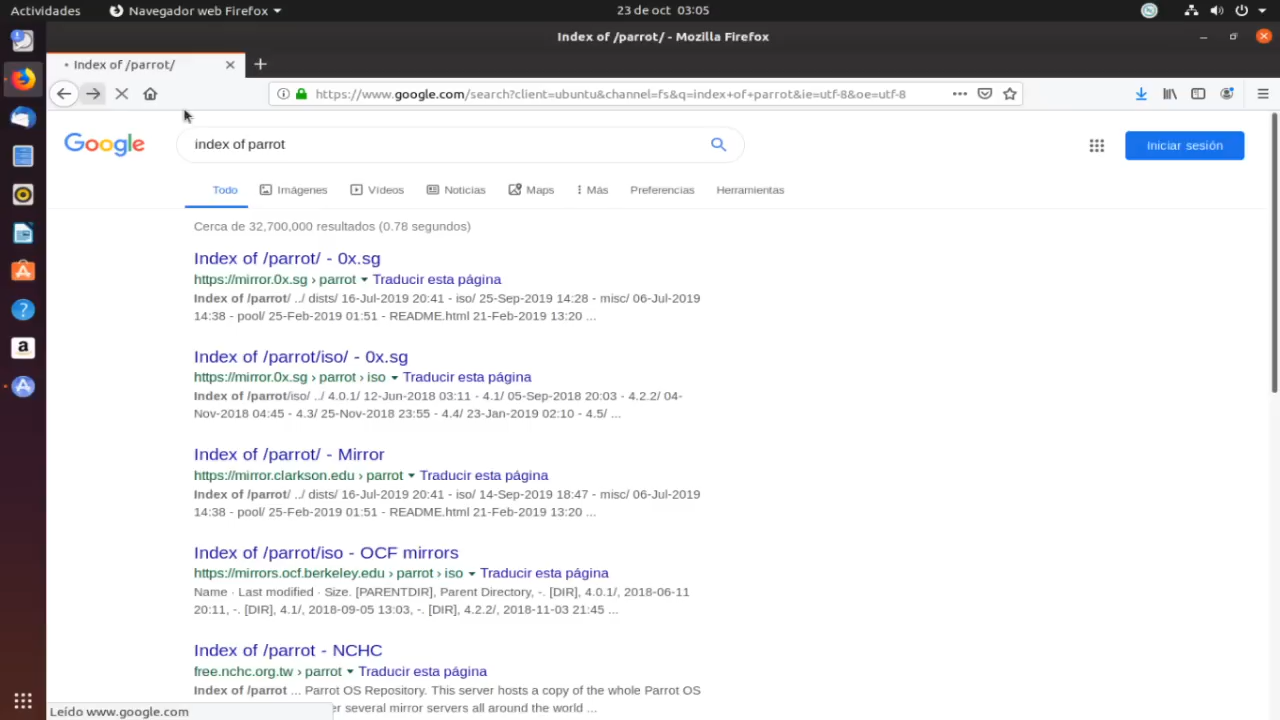 Actividades Navegador web Firefox 23 de oct 03:05
Index of /parrot/ - Mozilla Firefox
Index of /parrot/
https://www.google.com/search?client=ubuntu&channel=fs&q=index+of+parrot&ie=utf-8&oe=utf-8
Google index of parrot Iniciar sesión
Todo Imágenes Vídeos Noticias Maps Más Preferencias Herramientas
Cerca de 32,700,000 resultados (0.78 segundos)
Index of /parrot/ - 0x.sg
https://mirror.0x.sg › parrot Traducir esta página
Index of /parrot/ ../ dists/ 16-Jul-2019 20:41 - iso/ 25-Sep-2019 14:28 - misc/ 06-Jul-2019
14:38 - pool/ 25-Feb-2019 01:51 - README.html 21-Feb-2019 13:20 ...
Index of /parrot/iso/ - 0x.sg
https://mirror.0x.sg › parrot › iso Traducir esta página
Index of /parrot/iso/ ../ 4.0.1/ 12-Jun-2018 03:11 - 4.1/ 05-Sep-2018 20:03 - 4.2.2/ 04-
Nov-2018 04:45 - 4.3/ 25-Nov-2018 23:55 - 4.4/ 23-Jan-2019 02:10 - 4.5/ ...
Index of /parrot/ - Mirror
https://mirror.clarkson.edu › parrot Traducir esta página
Index of /parrot/ ../ dists/ 16-Jul-2019 20:41 - iso/ 14-Sep-2019 18:47 - misc/ 06-Jul-2019
14:38 - pool/ 25-Feb-2019 01:51 - README.html 21-Feb-2019 13:20 ...
Index of /parrot/iso - OCF mirrors
https://mirrors.ocf.berkeley.edu › parrot › iso Traducir esta página
Name · Last modified · Size. [PARENTDIR], Parent Directory, -. [DIR], 4.0.1/, 2018-06-11
20:11, -. [DIR], 4.1/, 2018-09-05 13:03, -. [DIR], 4.2.2/, 2018-11-03 21:45 ...
Index of /parrot - NCHC
free.nchc.org.tw › parrot Traducir esta página
Index of /parrot ... Parrot OS Repository. This server hosts a copy of the whole Parrot OS
several mirror servers all around the world ...
Leído www.google.com